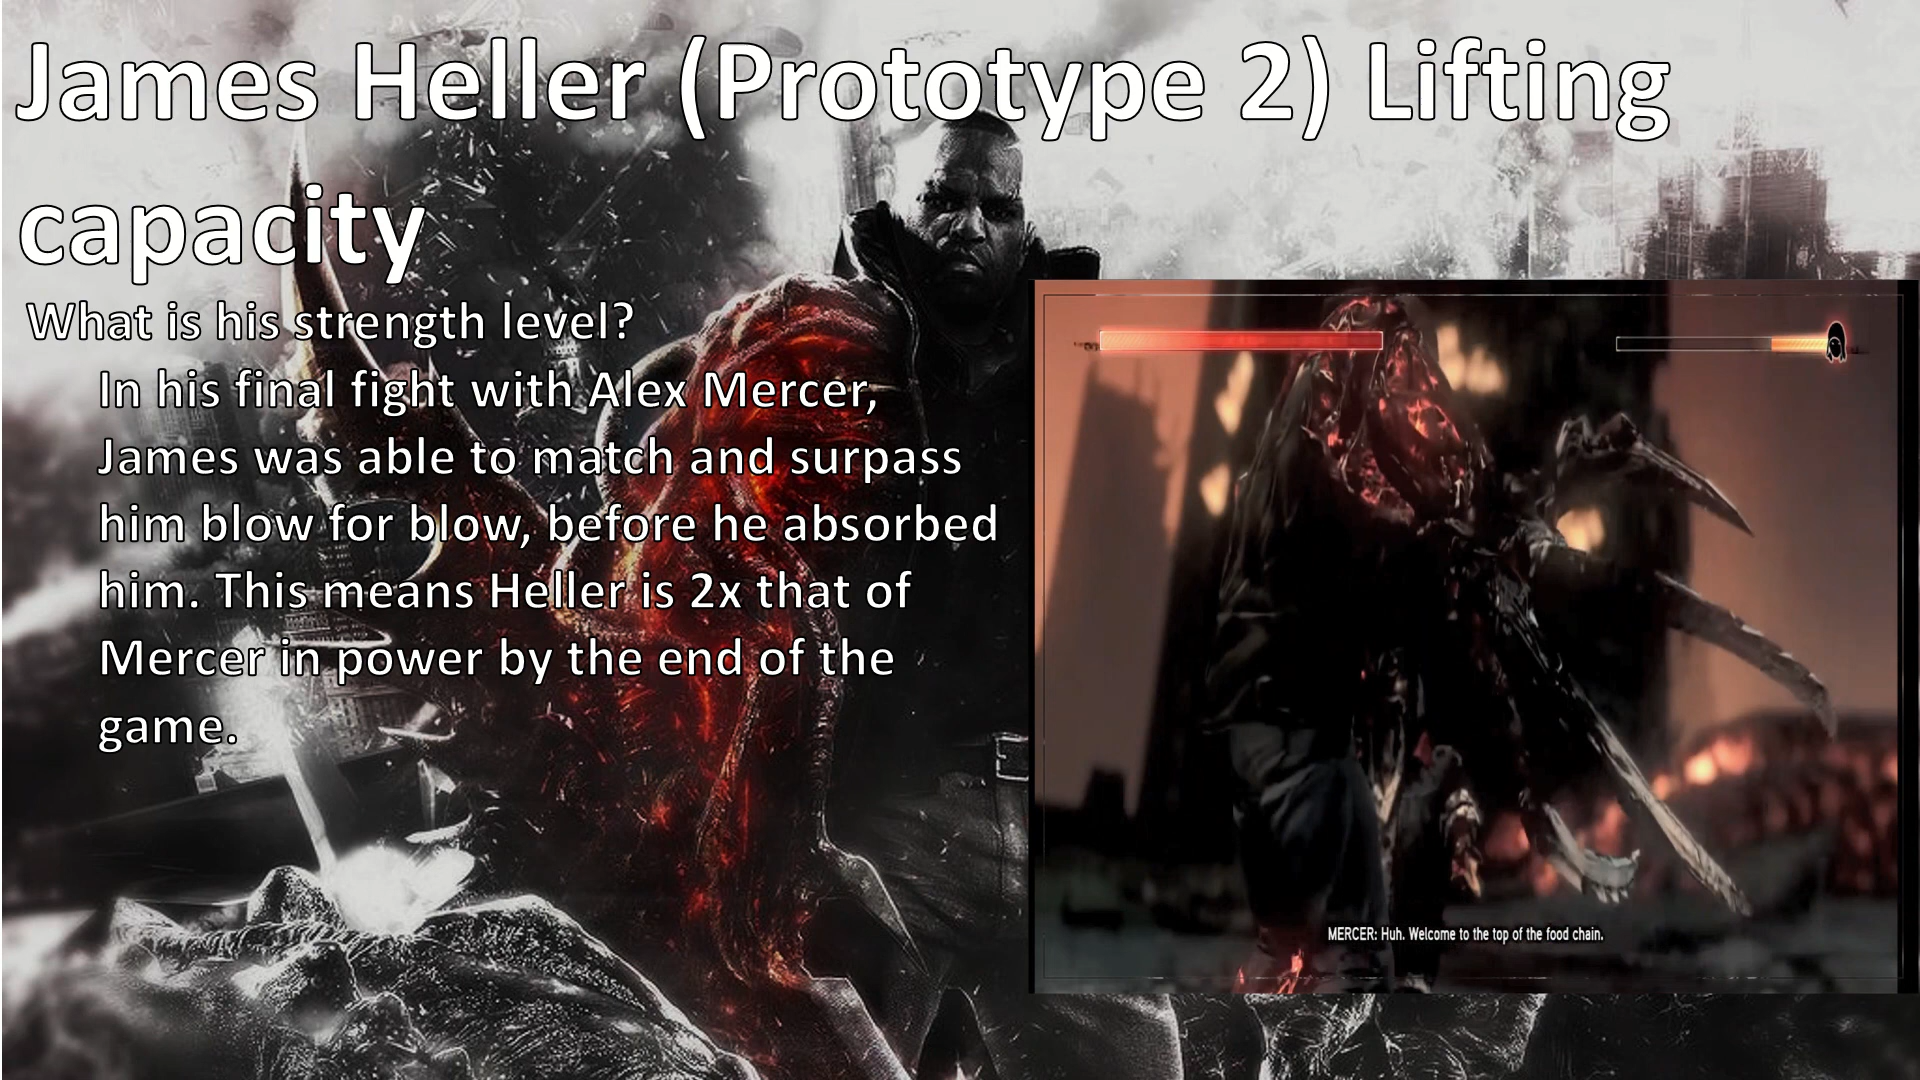 James Heller (Prototype 2) Lifting
capacity
What is his strength level?
In his final fight with Alex Mercer,
James was able to match and surpass
him blow for blow, before he absorbed
him. This means Heller is 2x that of
Mercer in power by the end of the
game.
MERCER: Huh. Welcome to the top of the food chain.